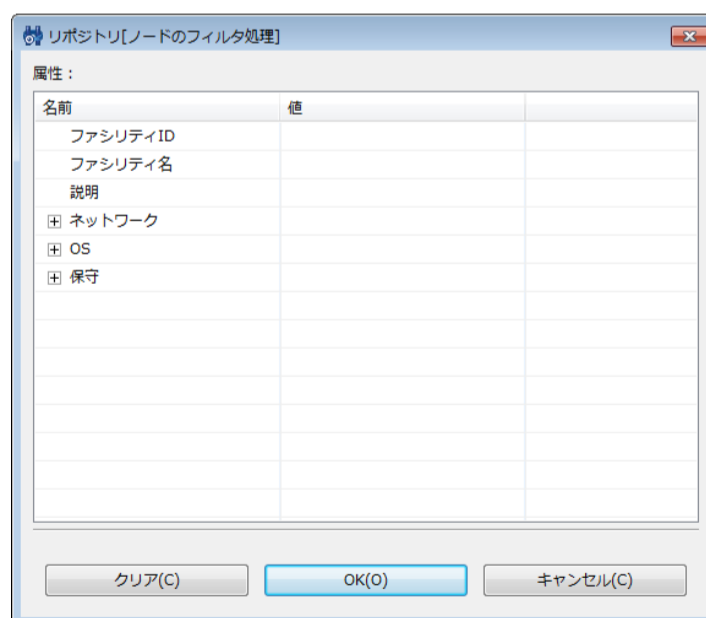 リポジトリ[ノードのフィルタ処理]
属性：
名前 値
ファシリティID
ファシリティ名
説明
ネットワーク
OS
保守
クリア(C) OK(O) キャンセル(C)